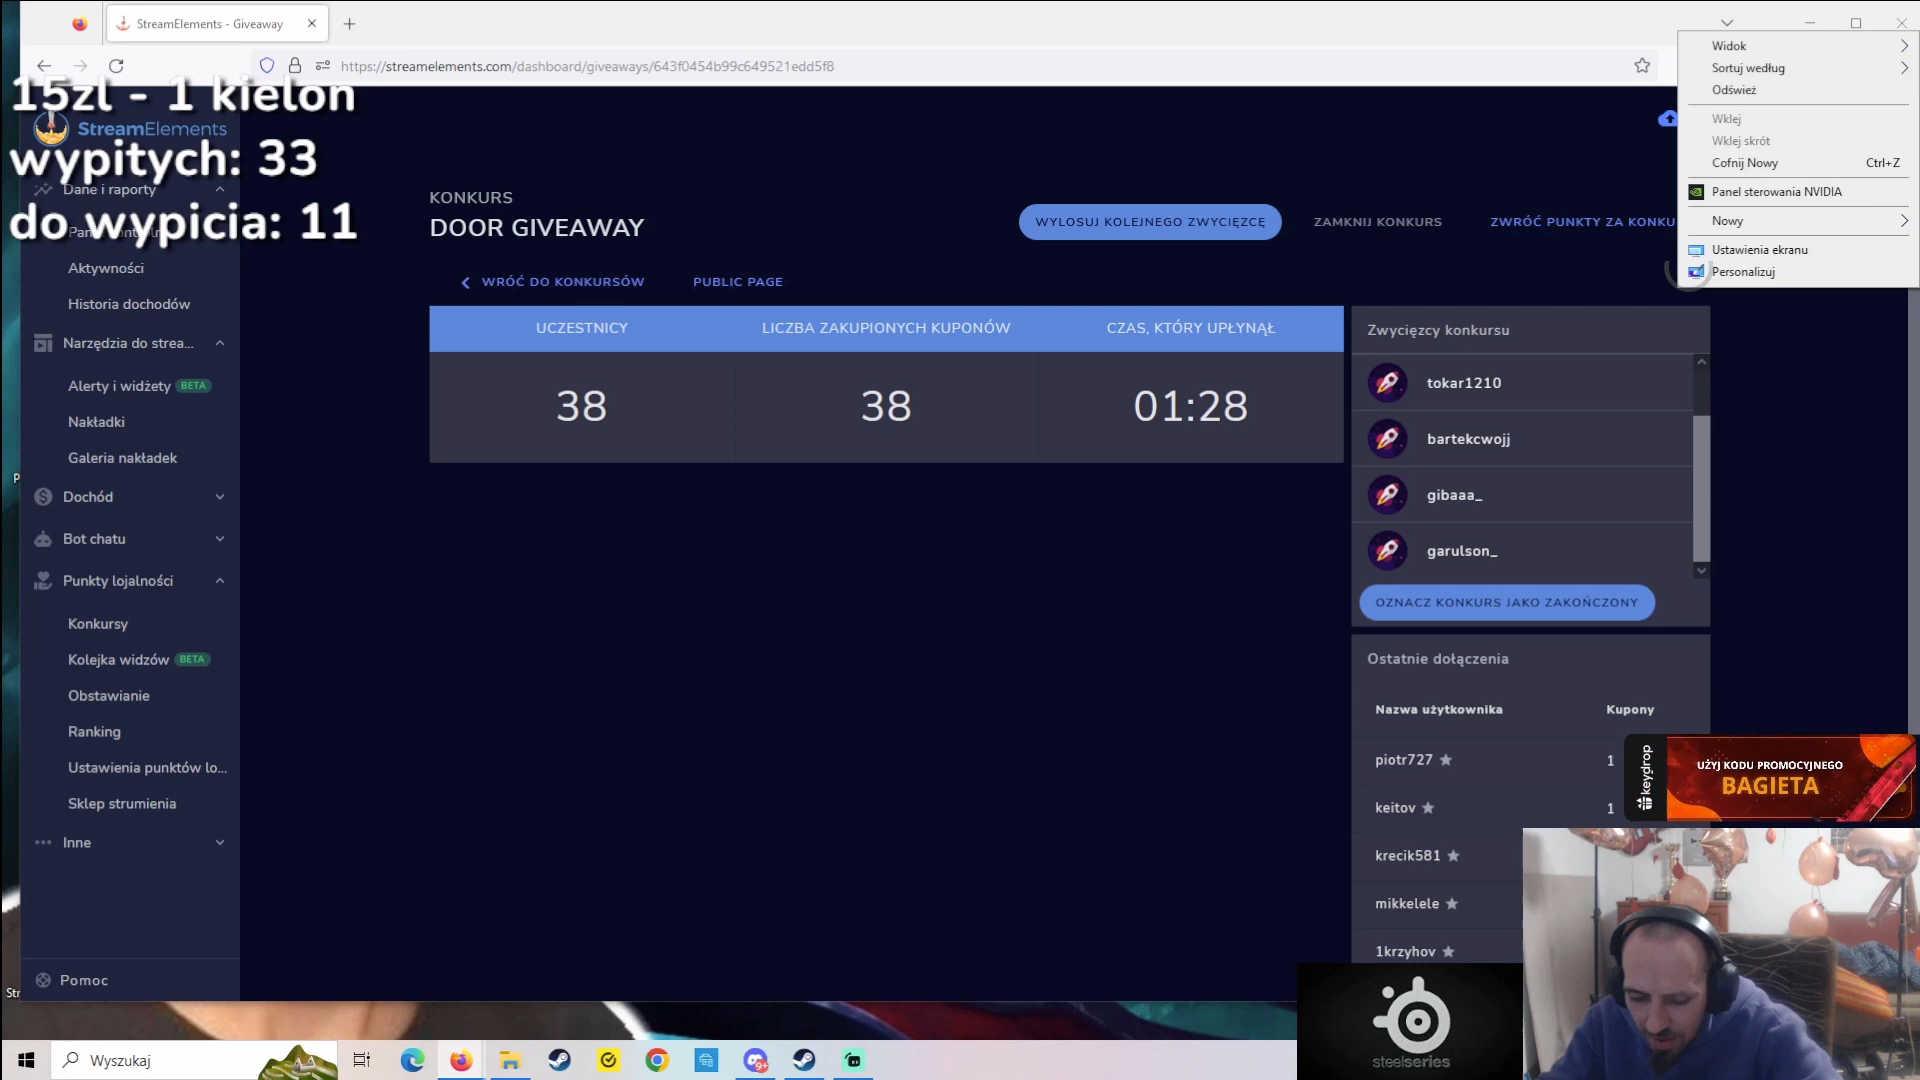 StreamElements - Giveaway
https://streamelements.com/dashboard/giveaways/643f0454b99c649521edd5f8
15zl - 1 kielon
wypitych: 33
do wypicia: 11
StreamElements
Dane i raporty
Aktywności
Historia dochodów
Narzędzia do strea...
Alerty i widżety BETA
Nakładki
Galeria nakładek
Dochód
Bot chatu
Punkty lojalności
Konkursy
Kolejka widzów BETA
Obstawianie
Ranking
Ustawienia punktów lo...
Sklep strumienia
Inne
Pomoc
KONKURS
DOOR GIVEAWAY
WYLOSUJ KOLEJNEGO ZWYCIĘZCĘ
ZAMKNIJ KONKURS
ZWRÓĆ PUNKTY ZA KONKU
WRÓĆ DO KONKURSÓW
PUBLIC PAGE
UCZESTNICY
LICZBA ZAKUPIONYCH KUPONÓW
CZAS, KTÓRY UPŁYNĄŁ
38
38
01:28
Zwycięzcy konkursu
tokar1210
bartekcwojj
gibaaa_
garulson_
OZNACZ KONKURS JAKO ZAKOŃCZONY
Ostatnie dołączenia
Nazwa użytkownika
Kupony
piotr727
1
keitov
1
krecik581
mikkelele
1krzyhov
Widok
Sortuj według
Odśwież
Wklej
Wklej skrót
Cofnij Nowy Ctrl+Z
Panel sterowania NVIDIA
Nowy
Ustawienia ekranu
Personalizuj
keydrop
UŻYJ KODU PROMOCYJNEGO
BAGIETA
steelseries
Str
Wyszukaj
9+